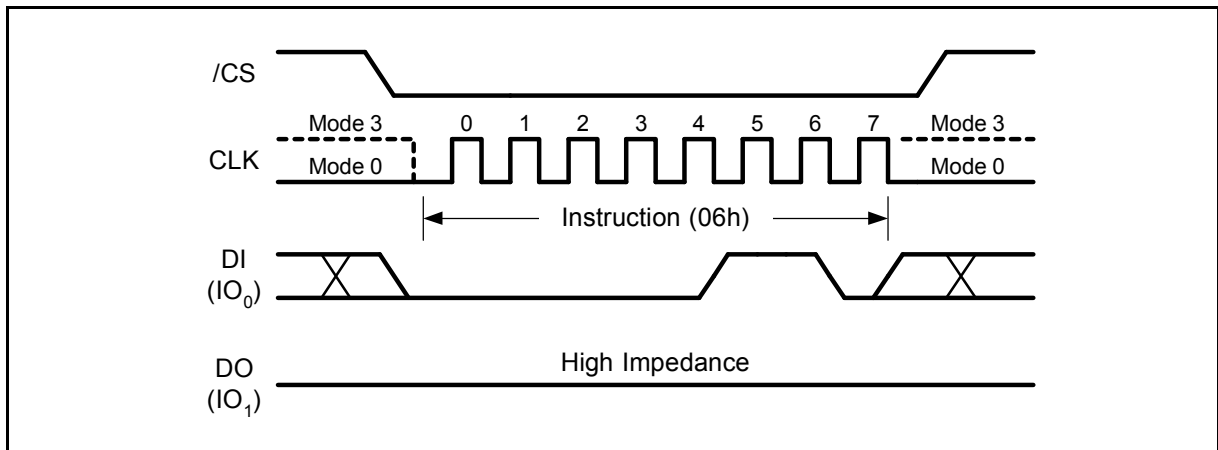 /CS
Mode 3 0 1 2 3 4 5 6 7 Mode 3
CLK
Mode 0 Mode 0
Instruction (06h)
DI
(IO0)
High Impedance
DO
(IO1)